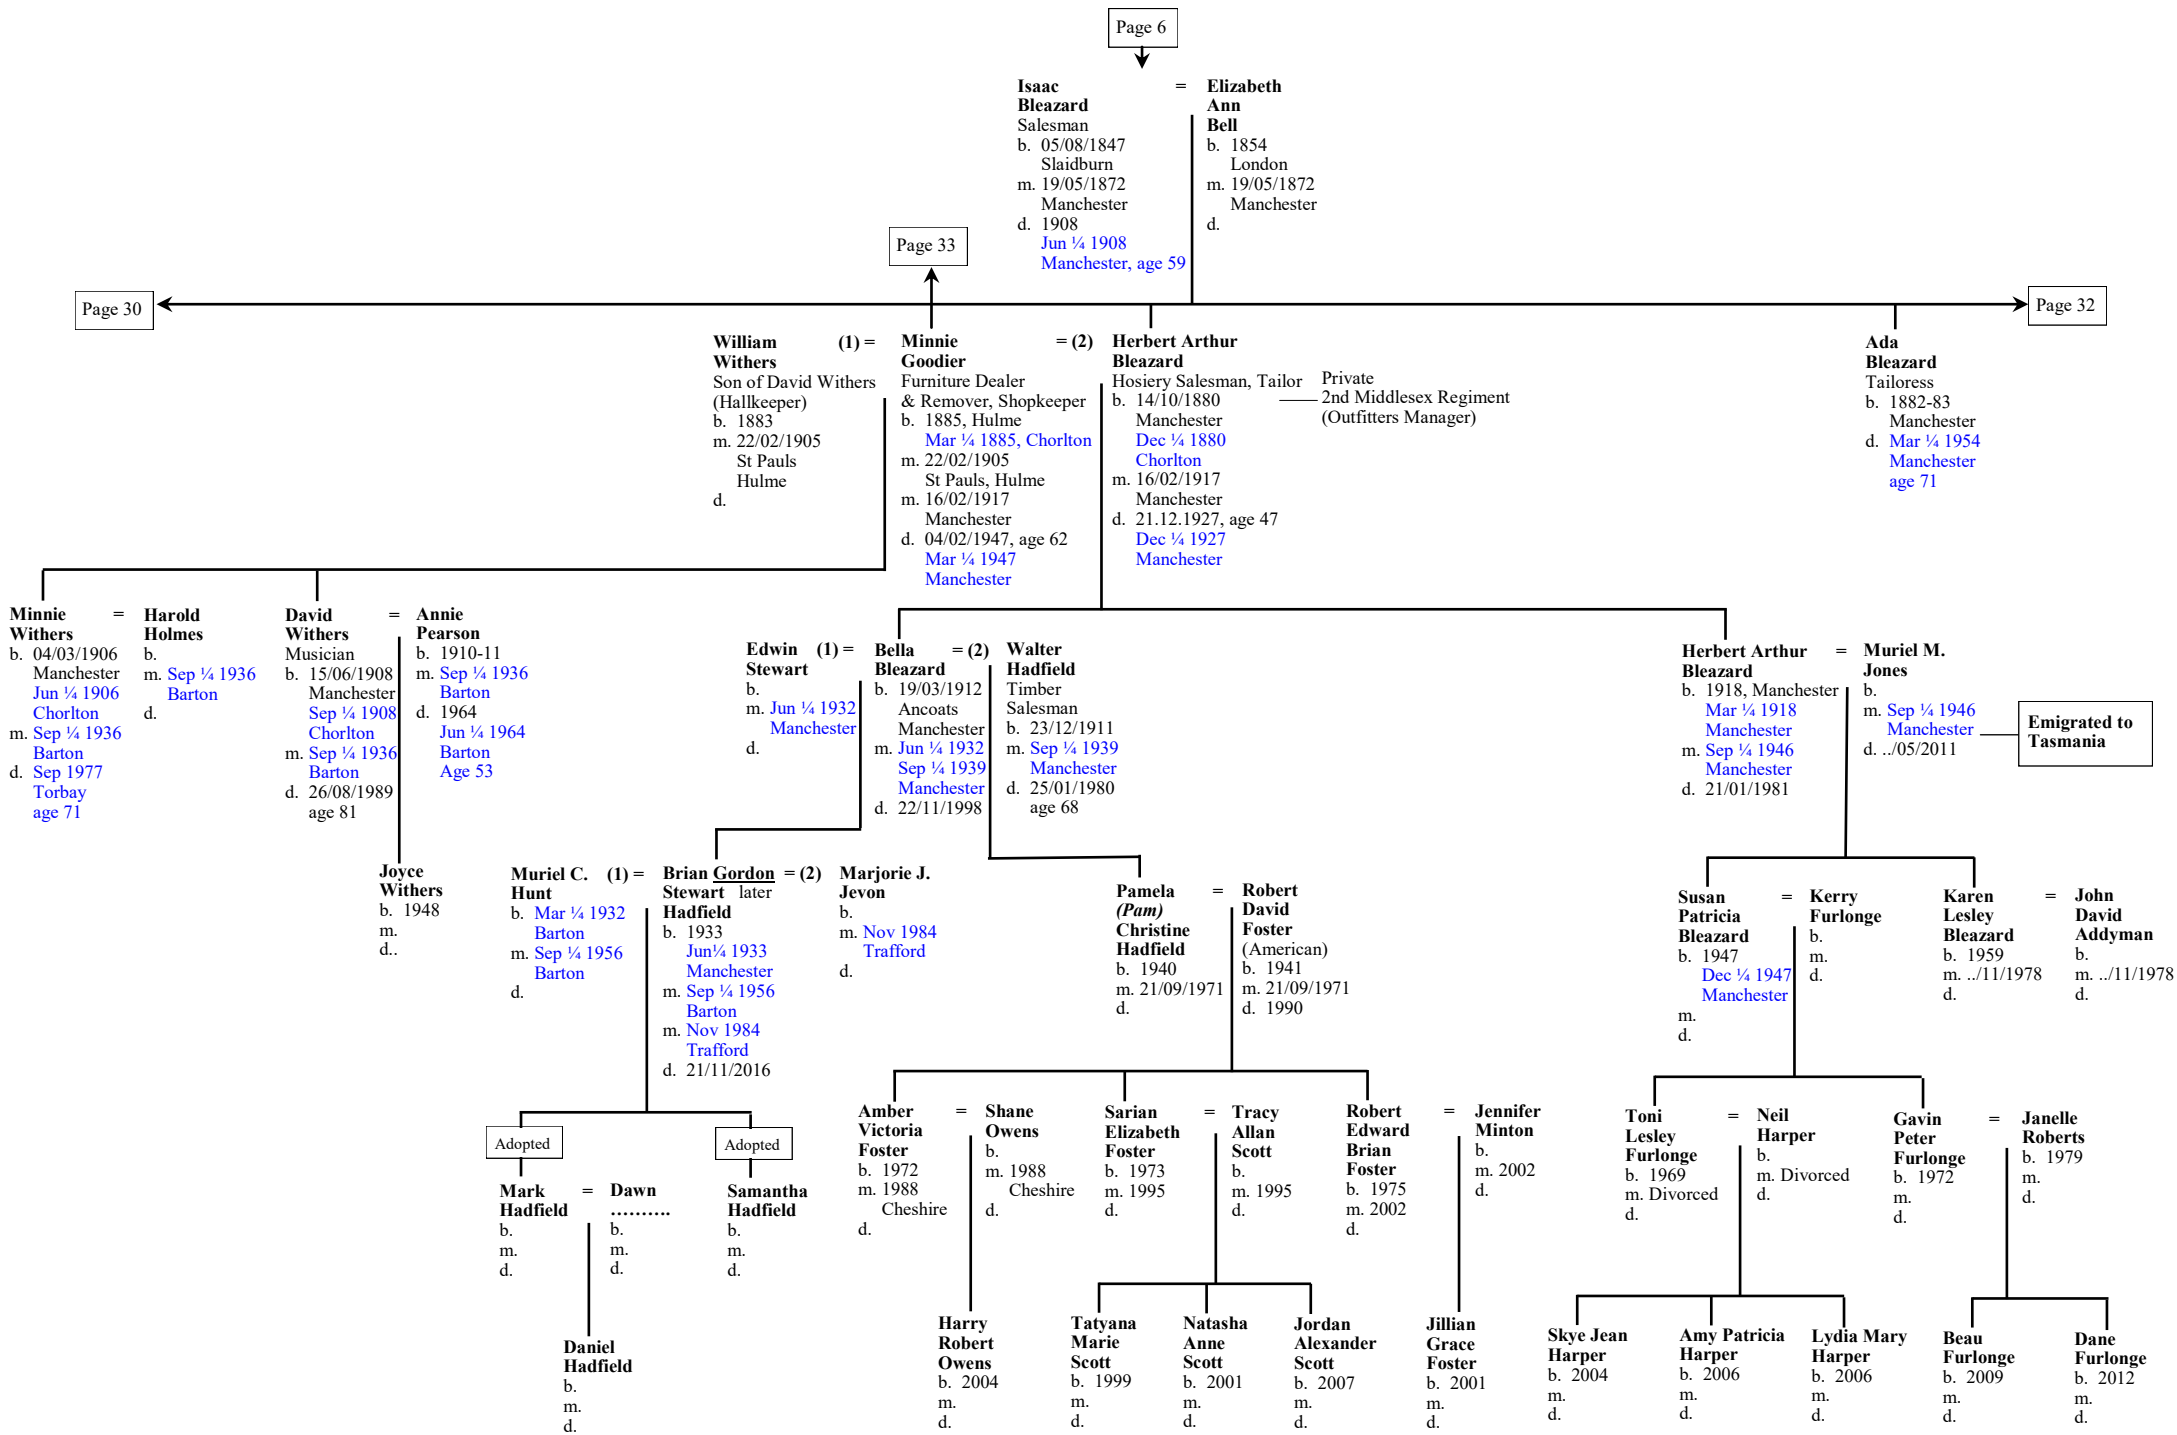 Page 6
Isaac
Bleazard
Salesman
b. 05/08/1847
Slaidburn
m. 19/05/1872
Manchester
d. 1908
Jun ¼ 1908
Manchester, age 59
=
Elizabeth
Ann
Bell
b. 1854
London
m. 19/05/1872
Manchester
d.
Page 33
Page 30
Page 32
William
Withers
Son of David Withers
(Hallkeeper)
b. 1883
m. 22/02/1905
St Pauls
Hulme
d.
(1) =
Minnie
Goodier
Furniture Dealer
& Remover, Shopkeeper
b. 1885, Hulme
Mar ¼ 1885, Chorlton
m. 22/02/1905
St Pauls, Hulme
m. 16/02/1917
Manchester
d. 04/02/1947, age 62
Mar ¼ 1947
Manchester
= (2)
Herbert Arthur
Bleazard
Hosiery Salesman, Tailor
b. 14/10/1880
Manchester
Dec ¼ 1880
Chorlton
m. 16/02/1917
Manchester
d. 21.12.1927, age 47
Dec ¼ 1927
Manchester
Private
2nd Middlesex Regiment
(Outfitters Manager)
Ada
Bleazard
Tailoress
b. 1882-83
Manchester
d. Mar ¼ 1954
Manchester
age 71
Minnie
Withers
b. 04/03/1906
Manchester
Jun ¼ 1906
Chorlton
m. Sep ¼ 1936
Barton
d. Sep 1977
Torbay
age 71
=
Harold
Holmes
b.
m. Sep ¼ 1936
Barton
d.
David
Withers
Musician
b. 15/06/1908
Manchester
Sep ¼ 1908
Chorlton
m. Sep ¼ 1936
Barton
d. 26/08/1989
age 81
=
Annie
Pearson
b. 1910-11
m. Sep ¼ 1936
Barton
d. 1964
Jun ¼ 1964
Barton
Age 53
Edwin
Stewart
b.
m. Jun ¼ 1932
Manchester
d.
(1) =
Bella
Bleazard
b. 19/03/1912
Ancoats
Manchester
m. Jun ¼ 1932
Sep ¼ 1939
Manchester
d. 22/11/1998
= (2)
Walter
Hadfield
Timber
Salesman
b. 23/12/1911
m. Sep ¼ 1939
Manchester
d. 25/01/1980
age 68
Herbert Arthur
Bleazard
b. 1918, Manchester
Mar ¼ 1918
Manchester
m. Sep ¼ 1946
Manchester
d. 21/01/1981
=
Muriel M.
Jones
b.
m. Sep ¼ 1946
Manchester
d. ../05/2011
Emigrated to
Tasmania
Joyce
Withers
b. 1948
m.
d..
Muriel C.
Hunt
b. Mar ¼ 1932
Barton
m. Sep ¼ 1956
Barton
d.
(1) =
Brian Gordon
Stewart later
Hadfield
b. 1933
Jun¼ 1933
Manchester
m. Sep ¼ 1956
Barton
m. Nov 1984
Trafford
d. 21/11/2016
= (2)
Marjorie J.
Jevon
b.
m. Nov 1984
Trafford
d.
Pamela
(Pam)
Christine
Hadfield
b. 1940
m. 21/09/1971
d.
=
Robert
David
Foster
(American)
b. 1941
m. 21/09/1971
d. 1990
Susan
Patricia
Bleazard
b. 1947
Dec ¼ 1947
Manchester
m.
d.
=
Kerry
Furlonge
b.
m.
d.
Karen
Lesley
Bleazard
b. 1959
m. ../11/1978
d.
=
John
David
Addyman
b.
m. ../11/1978
d.
Adopted
Mark
Hadfield
b.
m.
d.
=
Dawn
……….
b.
m.
d.
Adopted
Samantha
Hadfield
b.
m.
d.
Amber
Victoria
Foster
b. 1972
m. 1988
Cheshire
d.
=
Shane
Owens
b.
m. 1988
Cheshire
d.
Sarian
Elizabeth
Foster
b. 1973
m. 1995
d.
=
Tracy
Allan
Scott
b.
m. 1995
d.
Robert
Edward
Brian
Foster
b. 1975
m. 2002
d.
=
Jennifer
Minton
b.
m. 2002
d.
Toni
Lesley
Furlonge
b. 1969
m. Divorced
d.
=
Neil
Harper
b.
m. Divorced
d.
Gavin
Peter
Furlonge
b. 1972
m.
d.
=
Janelle
Roberts
b. 1979
m.
d.
Daniel
Hadfield
b.
m.
d.
Harry
Robert
Owens
b. 2004
m.
d.
Tatyana
Marie
Scott
b. 1999
m.
d.
Natasha
Anne
Scott
b. 2001
m.
d.
Jordan
Alexander
Scott
b. 2007
m.
d.
Jillian
Grace
Foster
b. 2001
m.
d.
Skye Jean
Harper
b. 2004
m.
d.
Amy Patricia
Harper
b. 2006
m.
d.
Lydia Mary
Harper
b. 2006
m.
d.
Beau
Furlonge
b. 2009
m.
d.
Dane
Furlonge
b. 2012
m.
d.